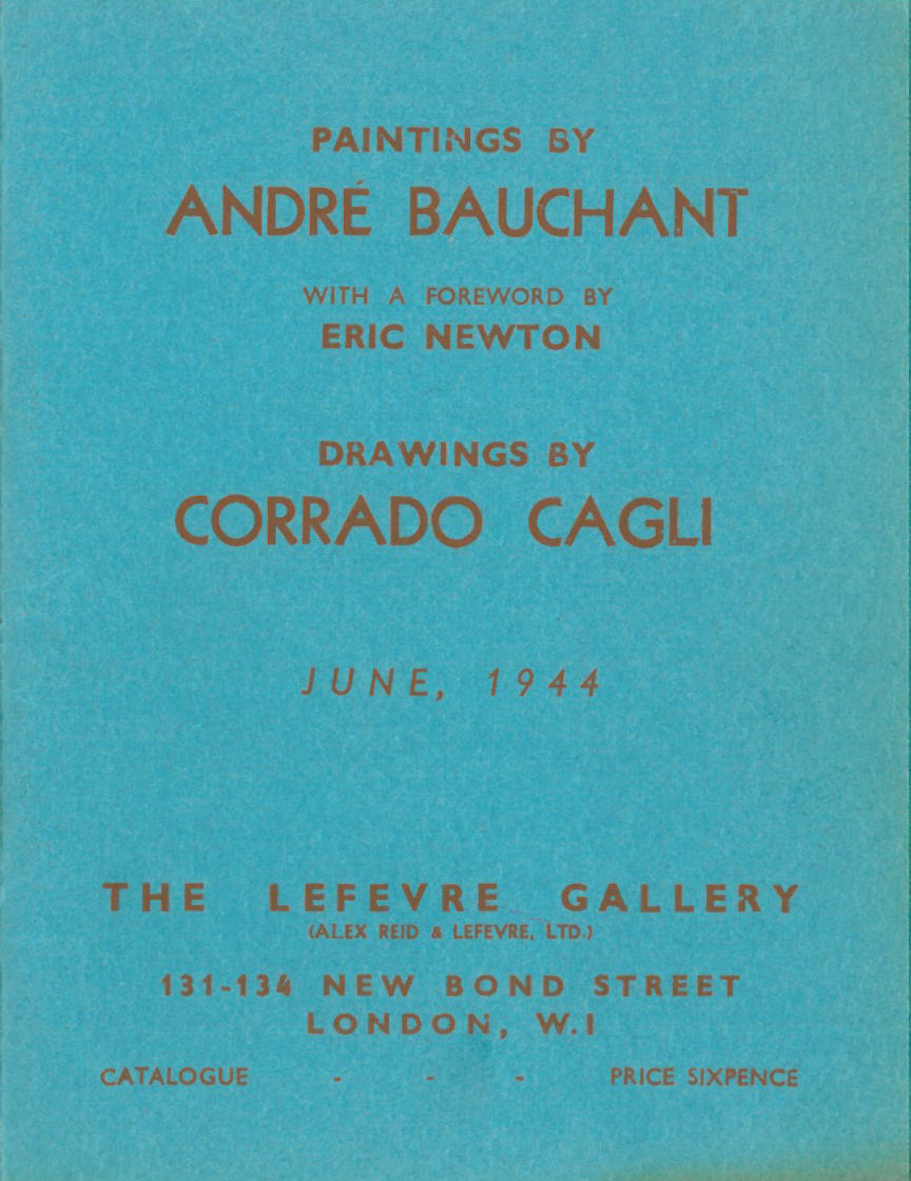 PAINTINGS BY
ANDRÉ BAUCHANT
WITH A FOREWORD BY
ERIC NEWTON
DRAWINGS BY
CORRADO CAGLI
JUNE, 1944
THE LEFEVRE GALLERY
(ALEX REID & LEFEVRE, LTD.)
131-134 NEW BOND STREET
LONDON, W.1
CATALOGUE - - - PRICE SIXPENCE